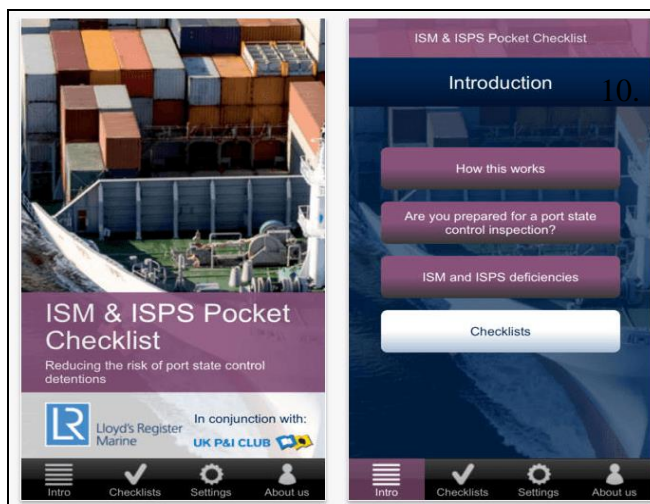 ISM & ISPS Pocket
Checklist
Reducing the risk of port state control
detentions
LR
Lloyd's Register
Marine
In conjunction with:
UK P&I CLUB
Intro
Checklists
Settings
About us
ISM & ISPS Pocket Checklist
Introduction
10.
How this works
Are you prepared for a port state
control inspection?
ISM and ISPS deficiencies
Checklists
Intro
Checklists
Settings
About us